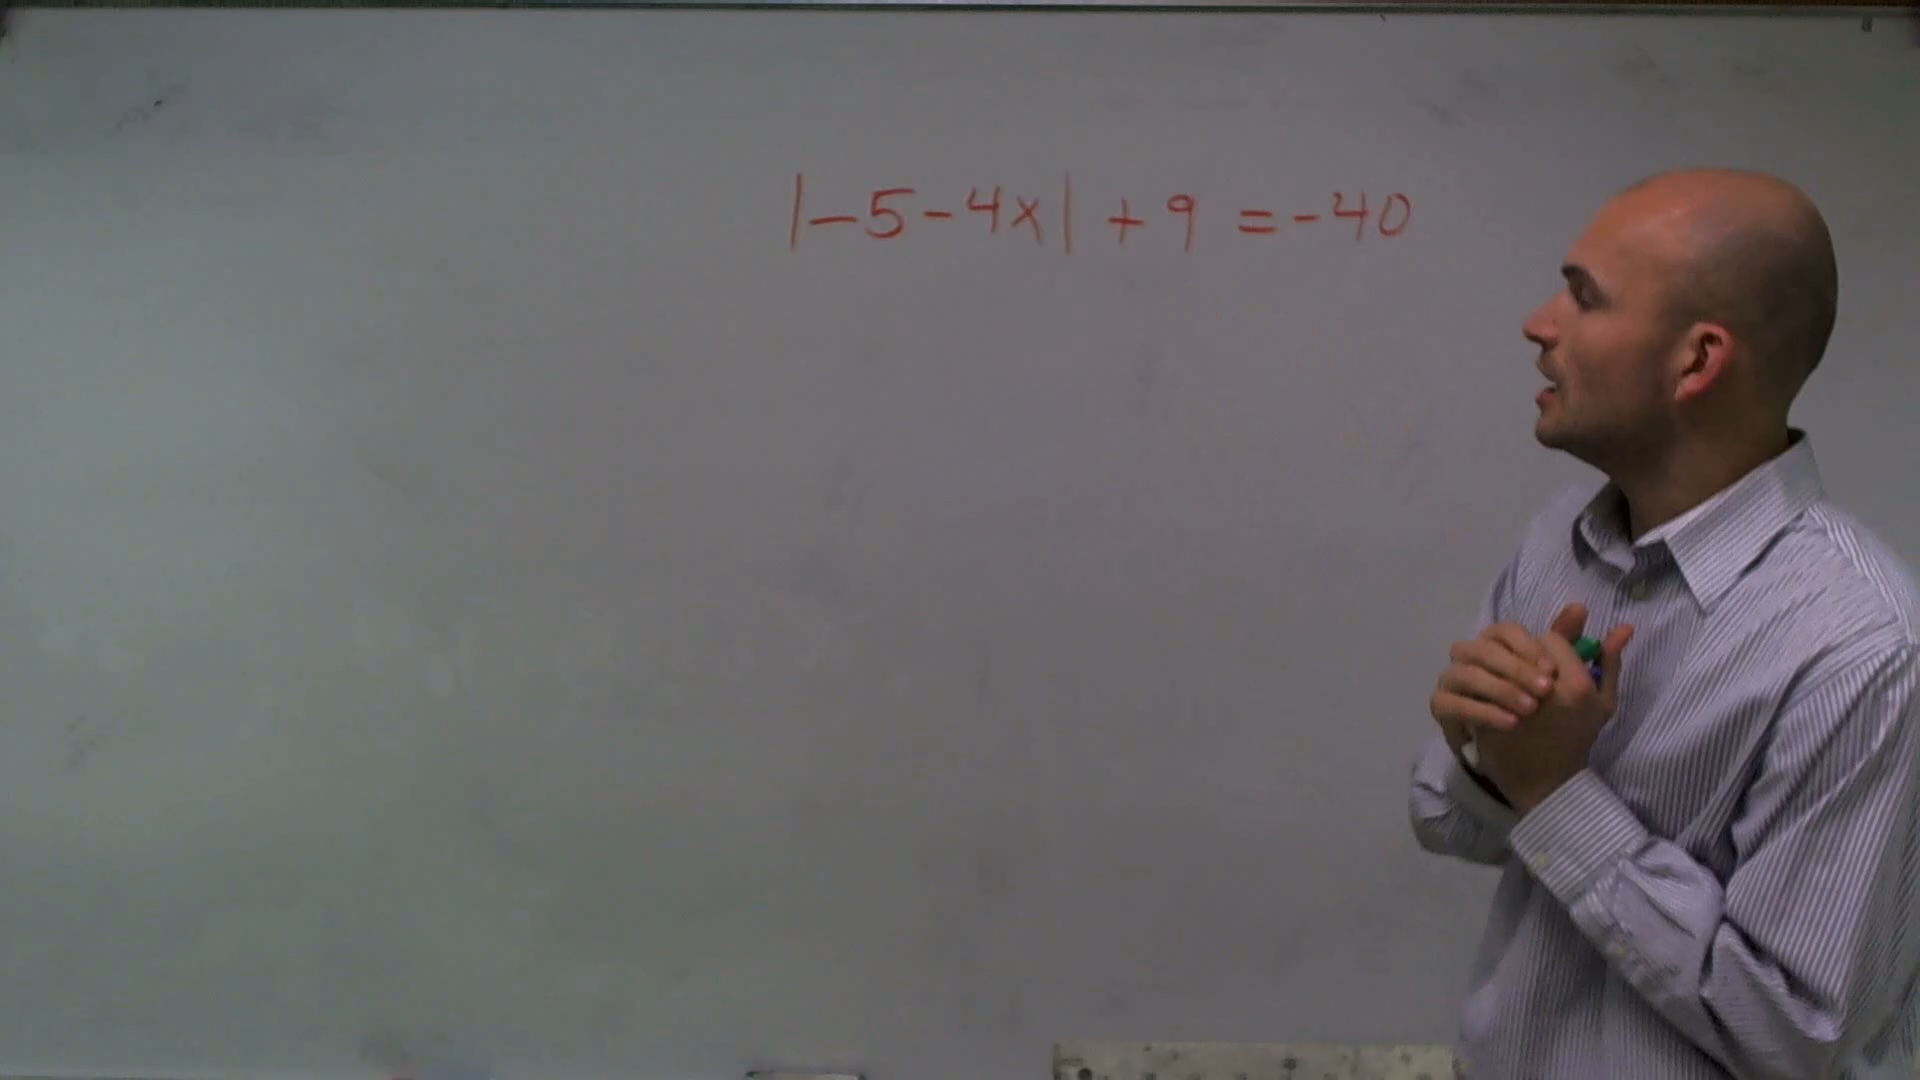 |-5-4x| + 9 = -40